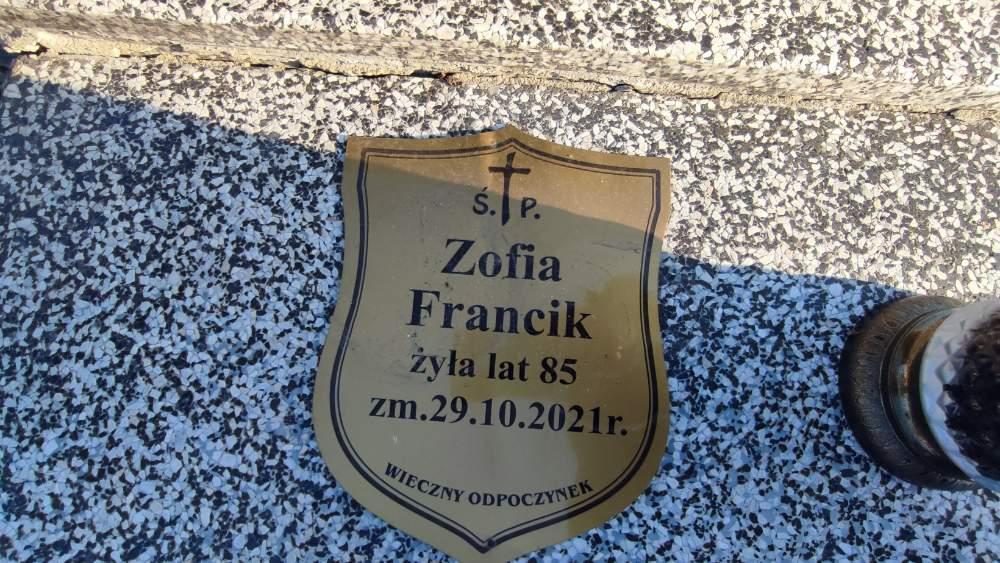 Ś. P.
Zofia
Francik
żyła lat 85
zm.29.10.2021r.
WIECZNY ODPOCZYNEK